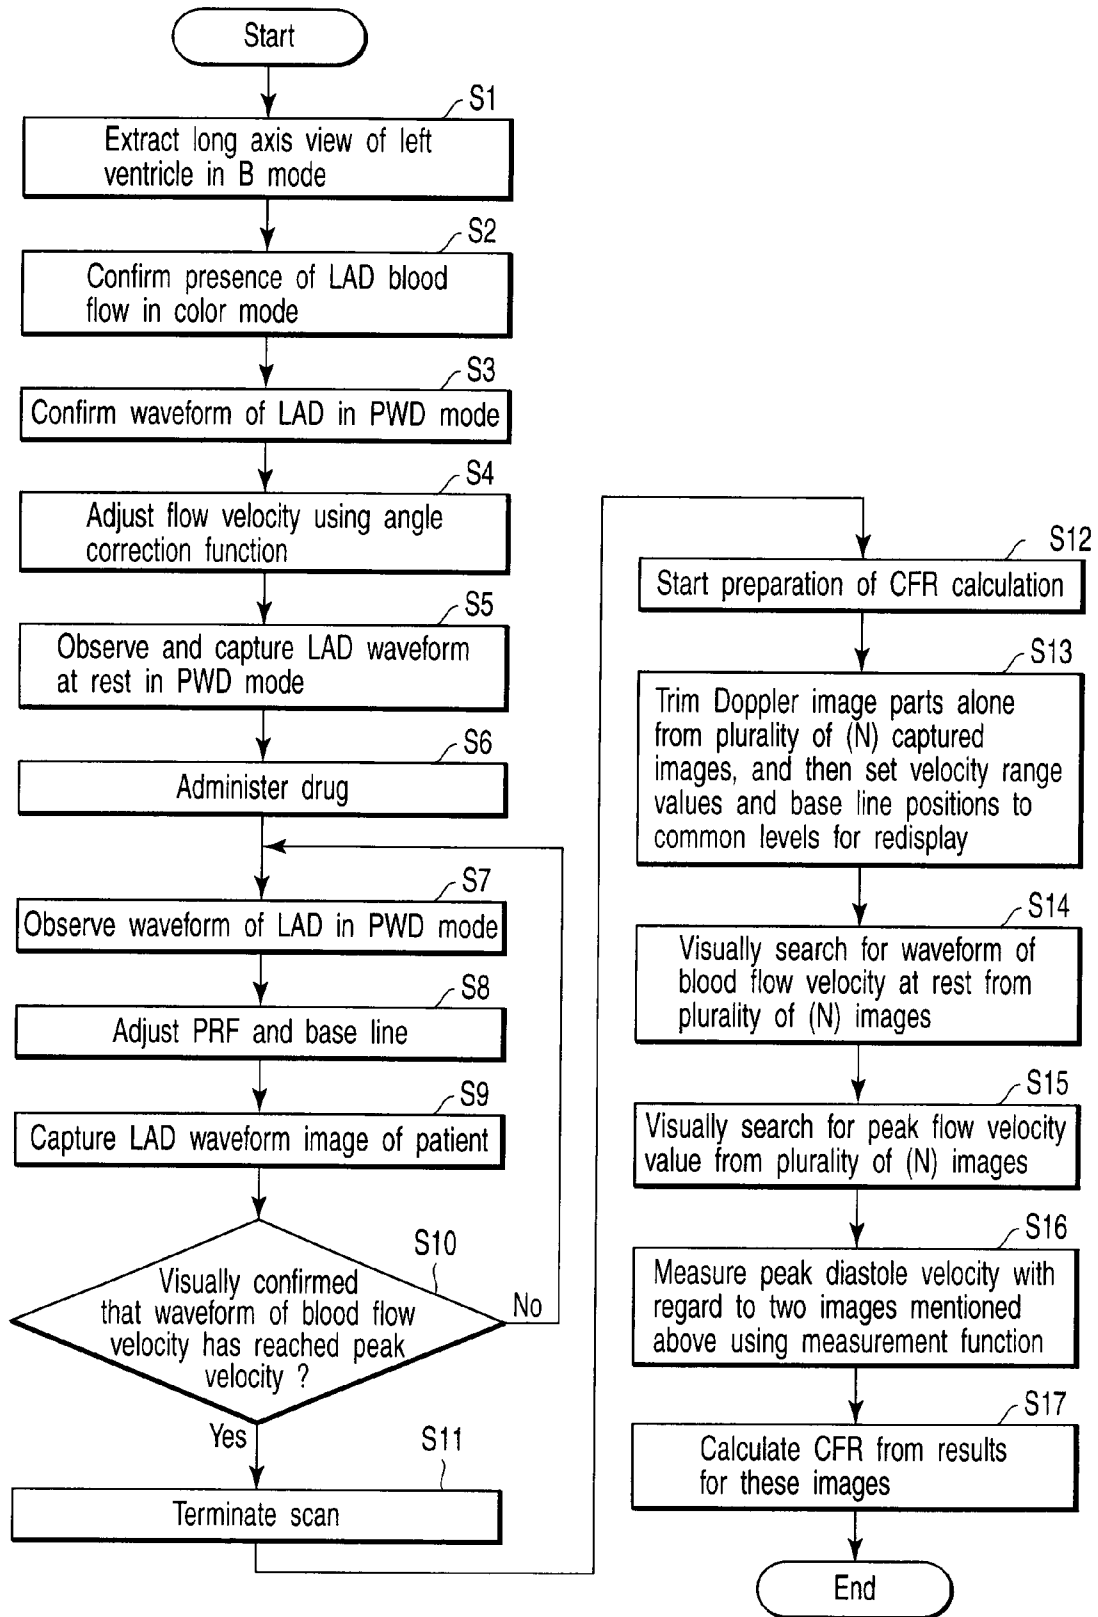 Start
S1
Extract long axis view of left
ventricle in B mode
S2
Confirm presence of LAD blood
flow in color mode
S3
Confirm waveform of LAD in PWD mode
S4
Adjust flow velocity using angle
correction function
S5
Observe and capture LAD waveform
at rest in PWD mode
S6
Administer drug
S7
Observe waveform of LAD in PWD mode
S8
Adjust PRF and base line
S9
Capture LAD waveform image of patient
S10
Visually confirmed
that waveform of blood flow
velocity has reached peak
velocity ?
No
Yes
S11
Terminate scan
S12
Start preparation of CFR calculation
S13
Trim Doppler image parts alone
from plurality of (N) captured
images, and then set velocity range
values and base line positions to
common levels for redisplay
S14
Visually search for waveform of
blood flow velocity at rest from
plurality of (N) images
S15
Visually search for peak flow velocity
value from plurality of (N) images
S16
Measure peak diastole velocity with
regard to two images mentioned
above using measurement function
S17
Calculate CFR from results
for these images
End